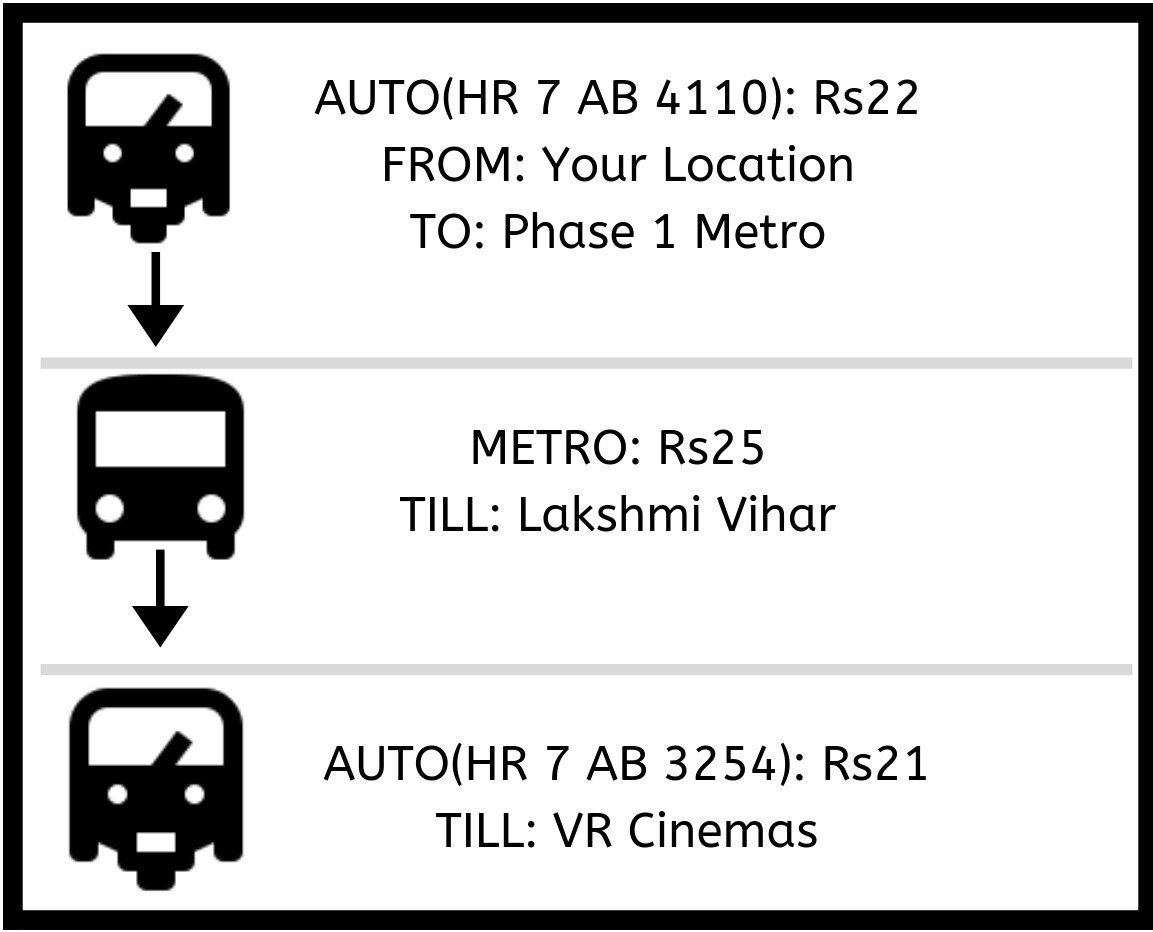 AUTO(HR 7 AB 4110): Rs22
FROM: Your Location
TO: Phase 1 Metro
METRO: Rs25
TILL: Lakshmi Vihar
AUTO(HR 7 AB 3254): Rs21
TILL: VR Cinemas